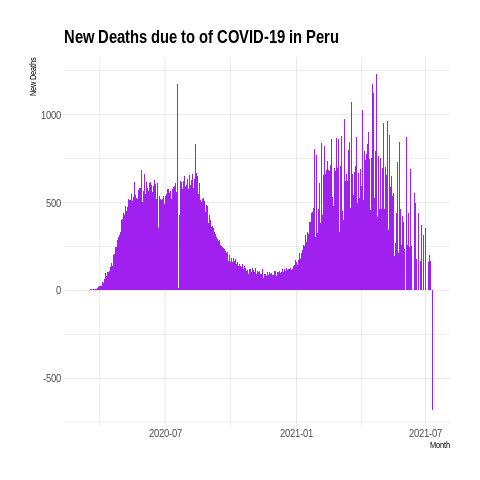 New Deaths due to of COVID-19 in Peru
New Deaths
1000
500
0
-500
2020-07
2021-01
2021-07
Month